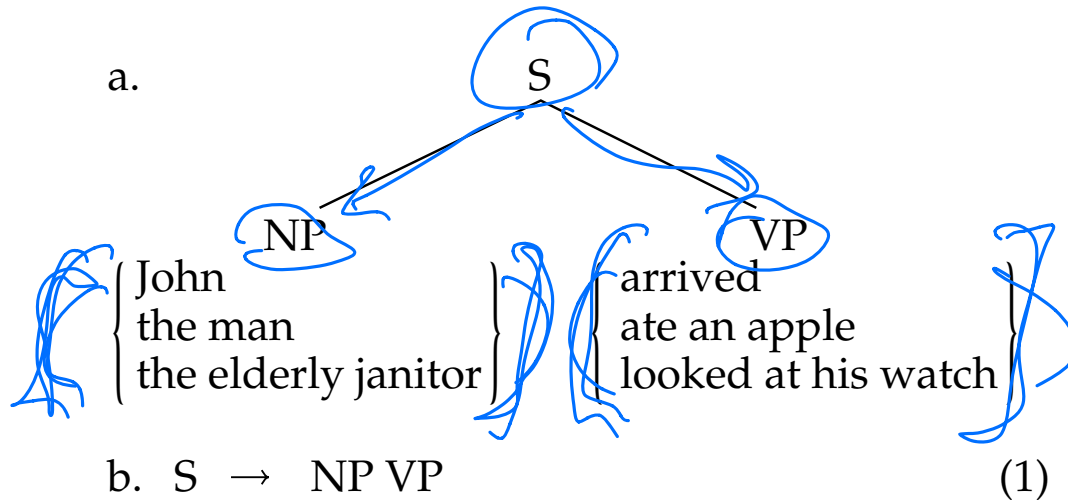 a.
S
NP VP
John arrived
the man ate an apple
the elderly janitor looked at his watch
b. S → NP VP (1)